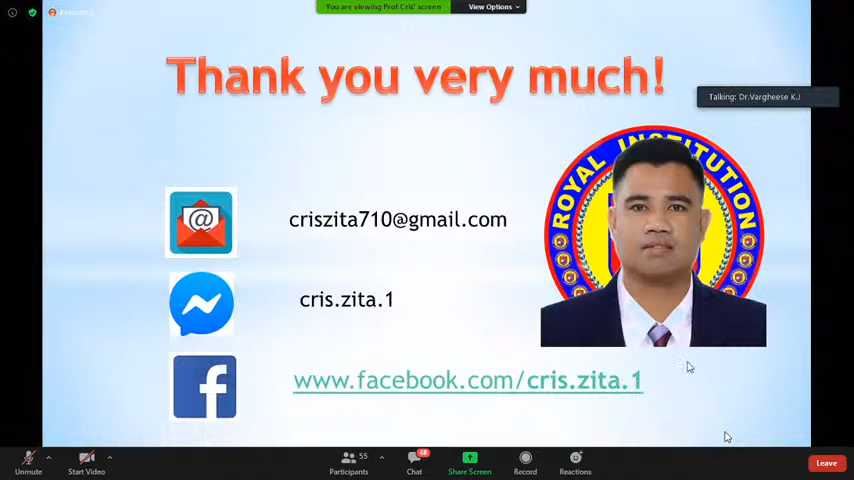 You are viewing Prof Cris' screen
View Options
Thank you very much!
Talking: Dr.Vargheese K.J
ROYAL INSTITUTION
criszita710@gmail.com
cris.zita.1
www.facebook.com/cris.zita.1
Unmute
Start Video
55
Participants
68
Chat
Share Screen
Record
Reactions
Leave